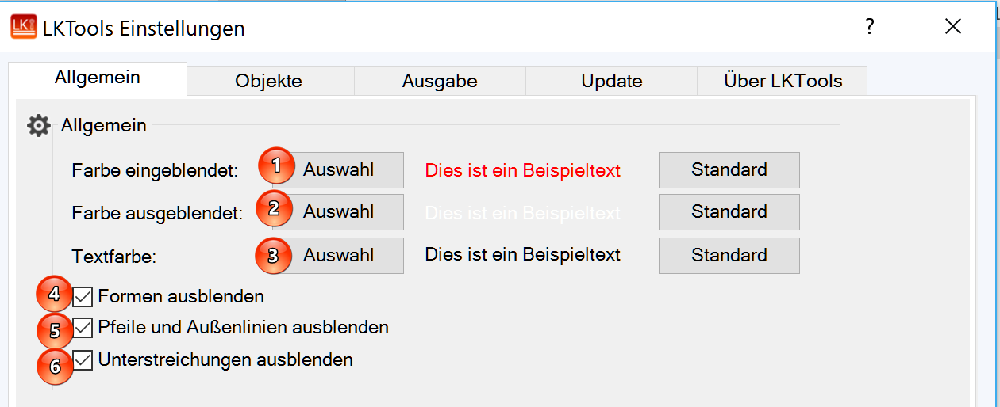 LK LKTools Einstellungen ?
Allgemein Objekte Ausgabe Update Über LKTools
Allgemein
Farbe eingeblendet: 1 Auswahl Dies ist ein Beispieltext Standard
Farbe ausgeblendet: 2 Auswahl Dies ist ein Beispieltext Standard
Textfarbe: 3 Auswahl Dies ist ein Beispieltext Standard
4 Formen ausblenden
5 Pfeile und Außenlinien ausblenden
6 Unterstreichungen ausblenden